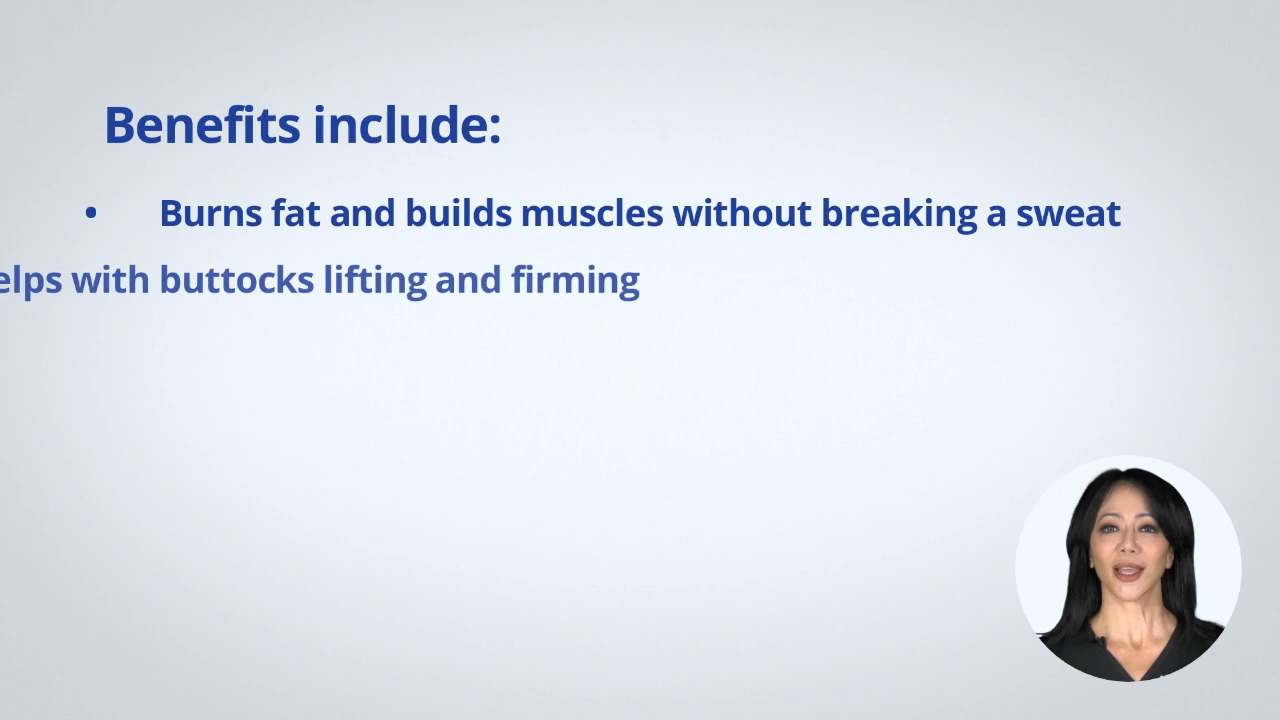 Benefits include:
• Burns fat and builds muscles without breaking a sweat
elps with buttocks lifting and firming